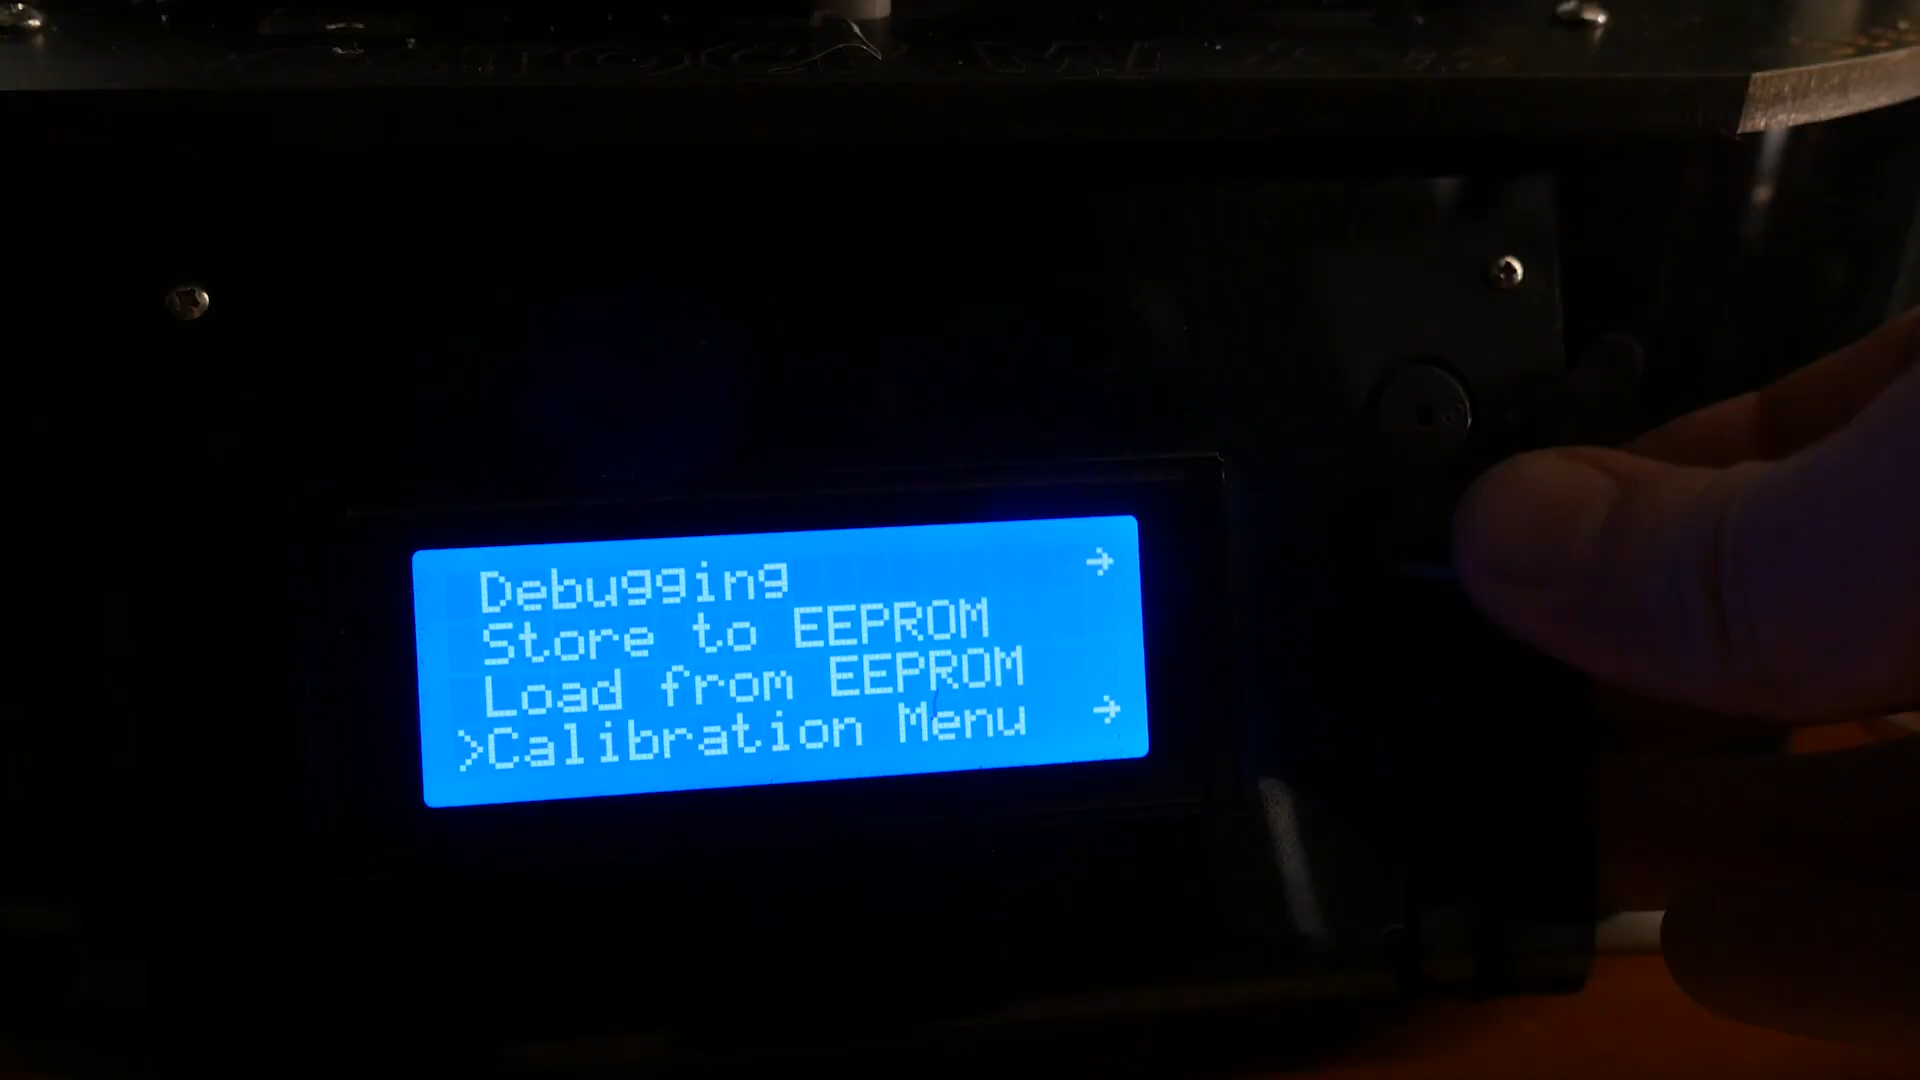 Debugging →
Store to EEPROM
Load from EEPROM
>Calibration Menu →